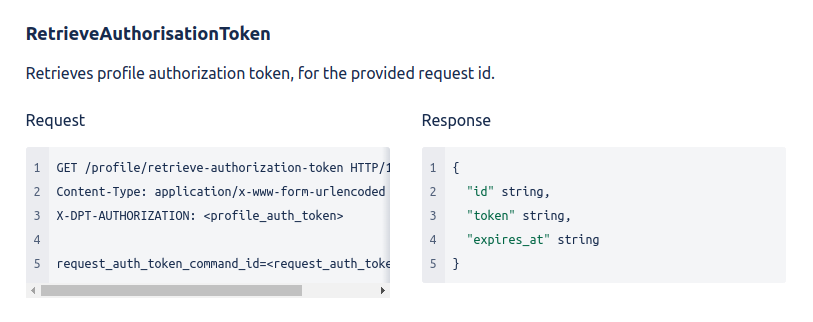 RetrieveAuthorisationToken
Retrieves profile authorization token, for the provided request id.
Request
1 GET /profile/retrieve-authorization-token HTTP/1
2 Content-Type: application/x-www-form-urlencoded
3 X-DPT-AUTHORIZATION: <profile_auth_token>
4
5 request_auth_token_command_id=<request_auth_toke
Response
1 {
2 "id" string,
3 "token" string,
4 "expires_at" string
5 }